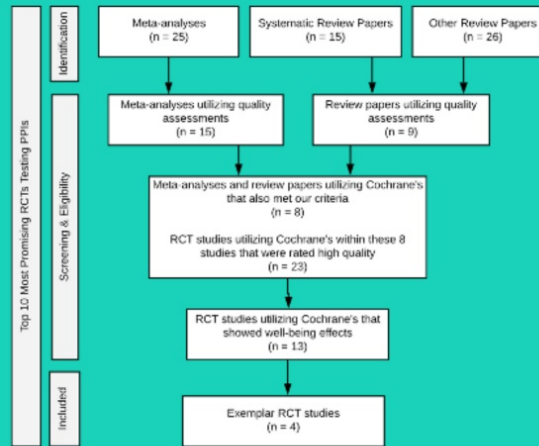 Top 10 Most Promising RCTs Testing PPIs
Identification
Meta-analyses
(n = 25)
Systematic Review Papers
(n = 15)
Other Review Papers
(n = 26)
Screening & Eligibility
Meta-analyses utilizing quality
assessments
(n = 15)
Review papers utilizing quality
assessments
(n = 9)
Meta-analyses and review papers utilizing Cochrane's
that also met our criteria
(n = 8)
RCT studies utilizing Cochrane's within these 8
studies that were rated high quality
(n = 23)
RCT studies utilizing Cochrane's that
showed well-being effects
(n = 13)
Included
Exemplar RCT studies
(n = 4)